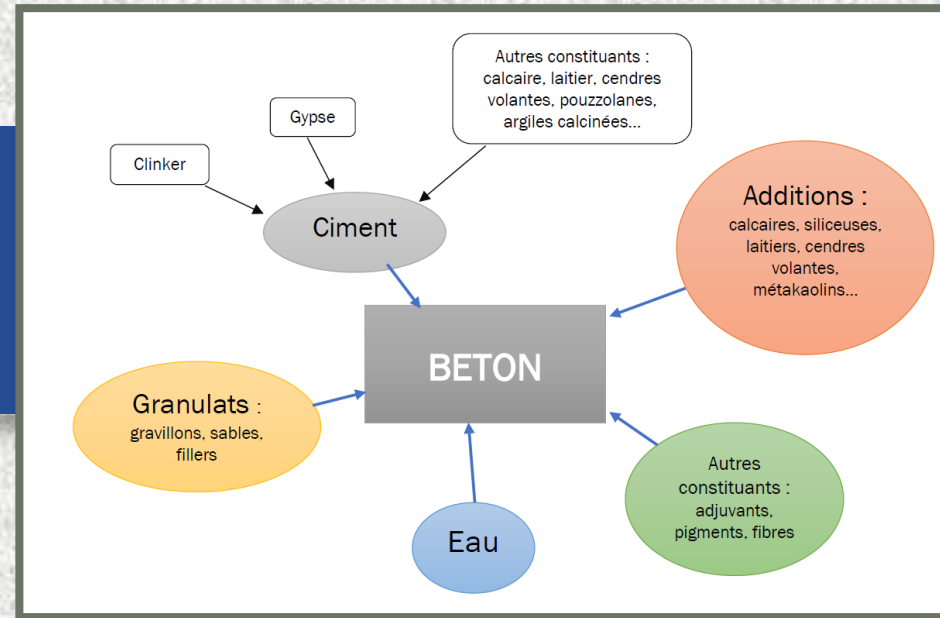 Autres constituants :
calcaire, laitier, cendres
volantes, pouzzolanes,
argiles calcinées...
Gypse
Clinker
Ciment
Additions :
calcaires, siliceuses,
laitiers, cendres
volantes,
métakaolins...
BETON
Granulats :
gravillons, sables,
fillers
Autres
constituants :
adjuvants,
pigments, fibres
Eau